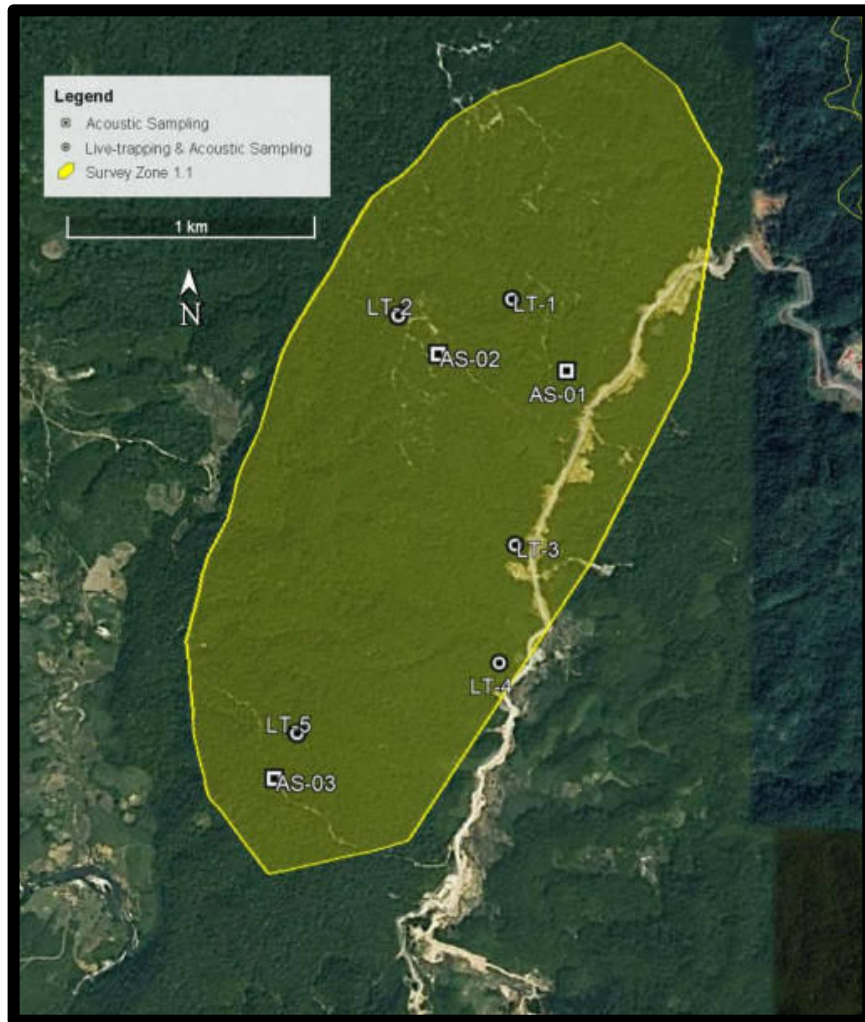 Legend
Acoustic Sampling
Live-trapping & Acoustic Sampling
Survey Zone 1.1
1 km
N
LT-2
LT-1
AS-02
AS-01
LT-3
LT-4
LT-5
AS-03